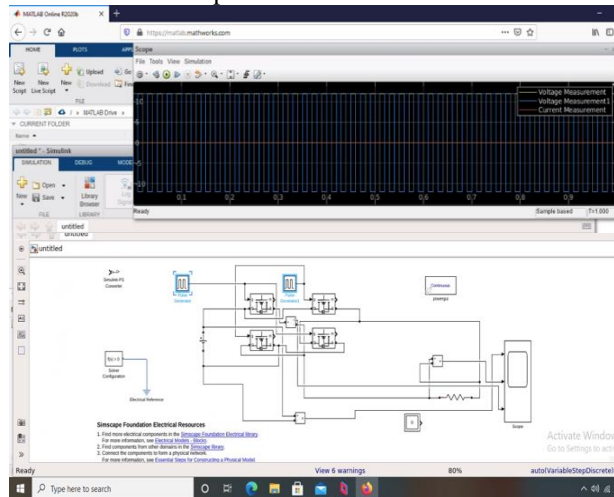 MATLAB Online R2020b
https://matlab.mathworks.com
HOME
PLOTS
APPS
Scope
File Tools View Simulation
New Script
New Live Script
New
Upload
Download
FILE
MATLAB Drive
CURRENT FOLDER
Name
Voltage Measurement
Voltage Measurement1
Current Measurement
10
5
0
-5
-10
0,1
0,2
0,3
0,4
0,5
0,6
0,7
0,8
0,9
Ready
Sample based
T=1.000
untitled * - Simulink
SIMULATION
DEBUG
New
Open
Save
Library Browser
FILE
LIBRARY
untitled
untitled
untitled
Simulink-PS
Converter
Pulse
Generator
Pulse
Generator1
Continuous
powergui
f(x) = 0
Solver
Configuration
Electrical Reference
Scope
Simscape Foundation Electrical Resources
1. Find more electrical components in the Simscape Foundation Electrical library.
For more information, see Electrical Models - Blocks
2. Find components from other domains in the Simscape library.
3. Connect the components to form a physical network.
For more information, see Essential Steps for Constructing a Physical Model.
Activate Window
Go to Settings to acti
Ready
View 6 warnings
80%
auto(VariableStepDiscrete)
Type here to search